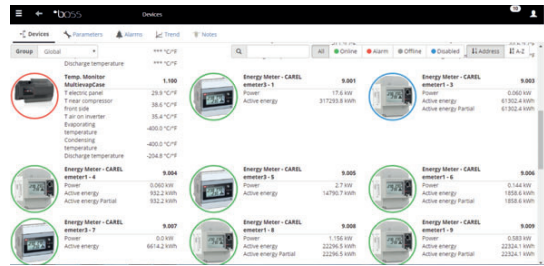 boss
Devices
10
Devices
Parameters
Alarms
Trend
Notes
Group
Global
All
Online
Alarm
Offline
Disabled
Address
A-Z
*** °C/°F
Discharge temperature
*** °C/°F
Temp. Monitor
MultievapCase
1.100
T electric panel
29.9 °C/°F
T near compressor
front side
38.6 °C/°F
T air on inverter
35.4 °C/°F
Evaporating
temperature
-400.0 °C/°F
Condensing
temperature
-400.0 °C/°F
Discharge temperature
-204.8 °C/°F
Energy Meter - CAREL
emeter3 - 1
9.001
Power
17.6 kW
Active energy
317293.8 kWh
Energy Meter - CAREL
emeter1 - 3
9.003
Power
0.060 kW
Active energy
61302.4 kWh
Active energy Partial
61302.4 kWh
Energy Meter - CAREL
emeter1 - 4
9.004
Power
0.060 kW
Active energy
932.2 kWh
Active energy Partial
932.2 kWh
Energy Meter - CAREL
emeter3 - 5
9.005
Power
2.7 kW
Active energy
14790.7 kWh
Energy Meter - CAREL
emeter1 - 6
9.006
Power
0.144 kW
Active energy
1858.6 kWh
Active energy Partial
1858.6 kWh
Energy Meter - CAREL
emeter3 - 7
9.007
Power
0.0 kW
Active energy
6614.2 kWh
Energy Meter - CAREL
emeter1 - 8
9.008
Power
1.156 kW
Active energy
22296.5 kWh
Active energy Partial
22296.5 kWh
Energy Meter - CAREL
emeter1 - 9
9.009
Power
0.583 kW
Active energy
22324.1 kWh
Active energy Partial
22324.1 kWh